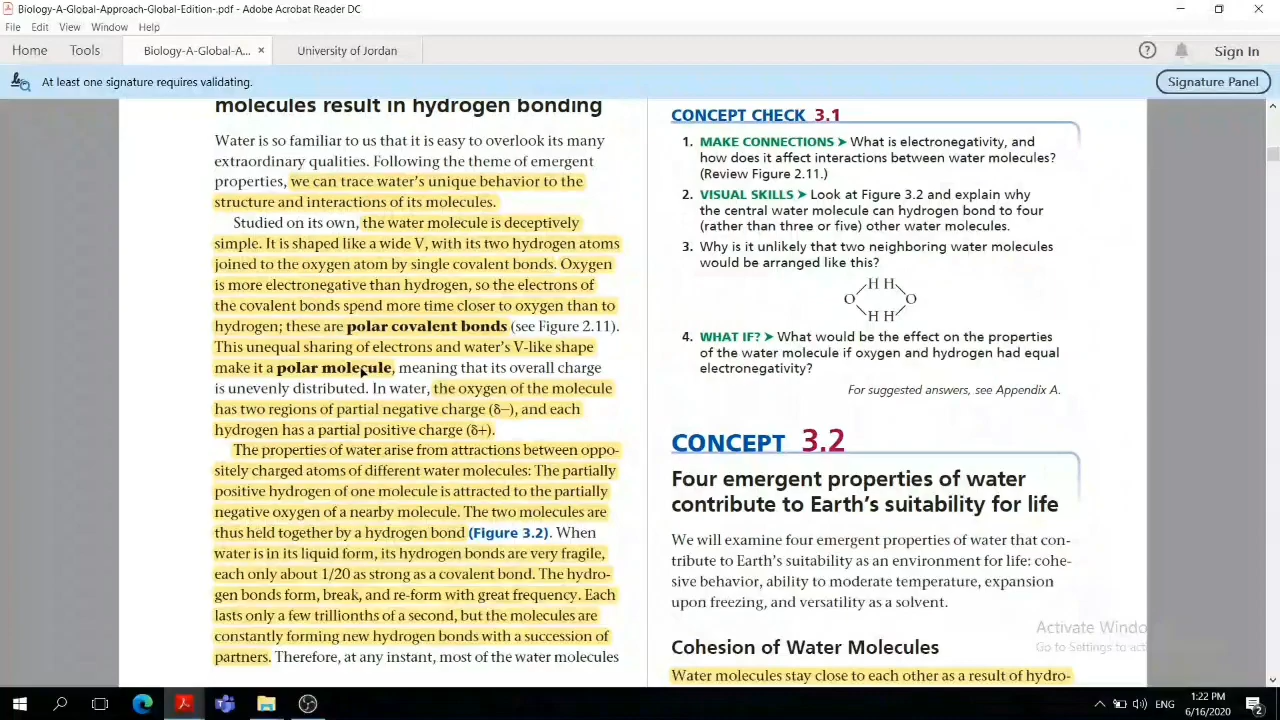 Biology-A-Global-Approach-Global-Edition-.pdf - Adobe Acrobat Reader DC
File Edit View Window Help
Home Tools Biology-A-Global-A... × University of Jordan Sign In
At least one signature requires validating. Signature Panel
molecules result in hydrogen bonding
Water is so familiar to us that it is easy to overlook its many
extraordinary qualities. Following the theme of emergent
properties, we can trace water's unique behavior to the
structure and interactions of its molecules.
Studied on its own, the water molecule is deceptively
simple. It is shaped like a wide V, with its two hydrogen atoms
joined to the oxygen atom by single covalent bonds. Oxygen
is more electronegative than hydrogen, so the electrons of
the covalent bonds spend more time closer to oxygen than to
hydrogen; these are polar covalent bonds (see Figure 2.11).
This unequal sharing of electrons and water's V-like shape
make it a polar molecule, meaning that its overall charge
is unevenly distributed. In water, the oxygen of the molecule
has two regions of partial negative charge (δ−), and each
hydrogen has a partial positive charge (δ+).
The properties of water arise from attractions between oppo-
sitely charged atoms of different water molecules: The partially
positive hydrogen of one molecule is attracted to the partially
negative oxygen of a nearby molecule. The two molecules are
thus held together by a hydrogen bond (Figure 3.2). When
water is in its liquid form, its hydrogen bonds are very fragile,
each only about 1/20 as strong as a covalent bond. The hydro-
gen bonds form, break, and re-form with great frequency. Each
lasts only a few trillionths of a second, but the molecules are
constantly forming new hydrogen bonds with a succession of
partners. Therefore, at any instant, most of the water molecules
CONCEPT CHECK 3.1
1. MAKE CONNECTIONS ➤ What is electronegativity, and
how does it affect interactions between water molecules?
(Review Figure 2.11.)
2. VISUAL SKILLS ➤ Look at Figure 3.2 and explain why
the central water molecule can hydrogen bond to four
(rather than three or five) other water molecules.
3. Why is it unlikely that two neighboring water molecules
would be arranged like this?
H H
O O
H H
4. WHAT IF? ➤ What would be the effect on the properties
of the water molecule if oxygen and hydrogen had equal
electronegativity?
For suggested answers, see Appendix A.
CONCEPT 3.2
Four emergent properties of water
contribute to Earth's suitability for life
We will examine four emergent properties of water that con-
tribute to Earth's suitability as an environment for life: cohe-
sive behavior, ability to moderate temperature, expansion
upon freezing, and versatility as a solvent.
Cohesion of Water Molecules
Water molecules stay close to each other as a result of hydro-
Activate Windo
Go to Settings to act
ENG
1:22 PM
6/16/2020
2